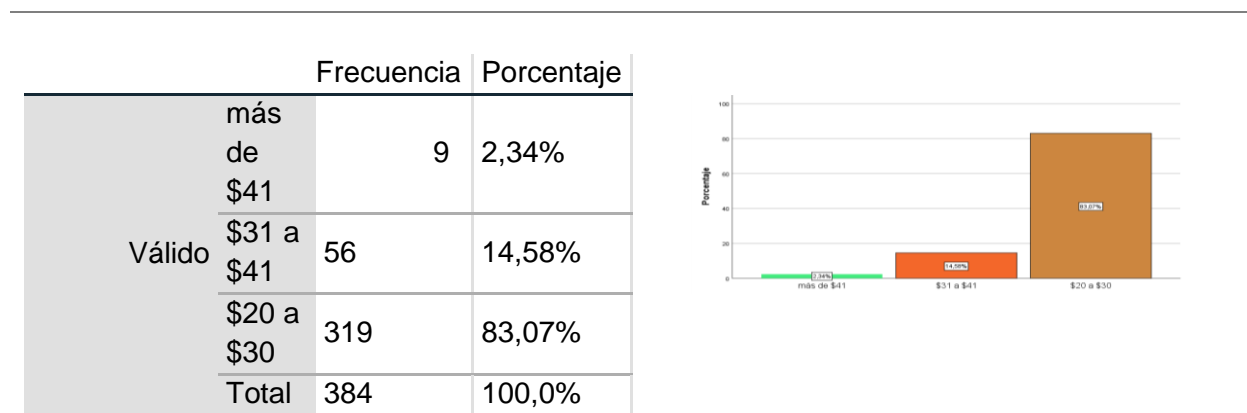 Frecuencia Porcentaje
más
de
$41
9 2,34%
Válido
$31 a
$41
56 14,58%
$20 a
$30
319 83,07%
Total 384 100,0%
Porcentaje
100
80
60
40
20
0
2,34%
14,58%
83,07%
más de $41 $31 a $41 $20 a $30